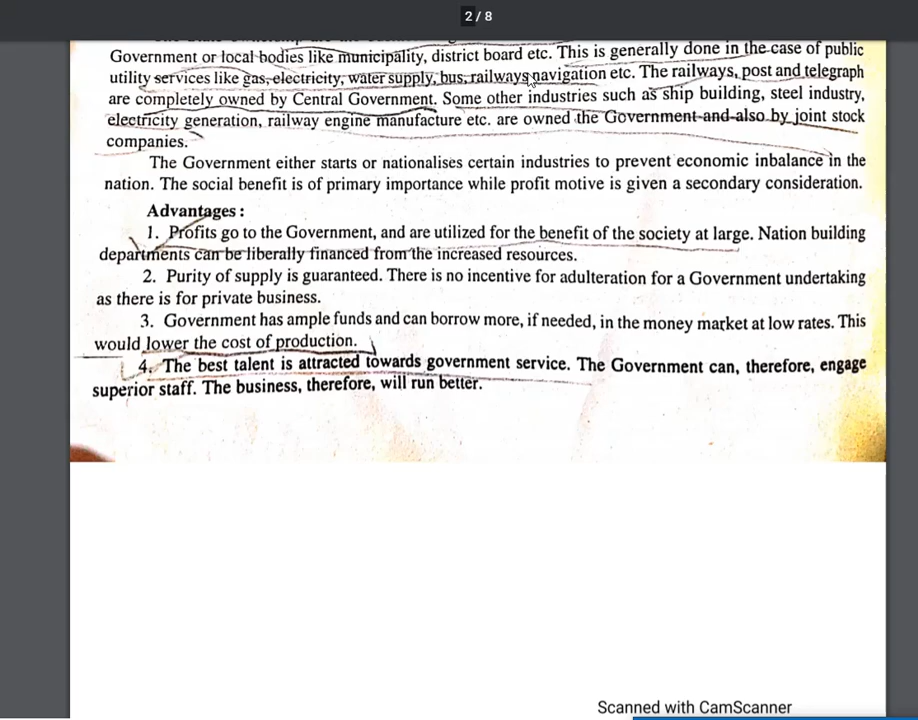 2 / 8
Government or local bodies like municipality, district board etc. This is generally done in the case of public
utility services like gas, electricity, water supply, bus, railways navigation etc. The railways, post and telegraph
are completely owned by Central Government. Some other industries such as ship building, steel industry,
electricity generation, railway engine manufacture etc. are owned the Government and also by joint stock
companies.
The Government either starts or nationalises certain industries to prevent economic inbalance in the
nation. The social benefit is of primary importance while profit motive is given a secondary consideration.
Advantages :
1. Profits go to the Government, and are utilized for the benefit of the society at large. Nation building
departments can be liberally financed from the increased resources.
2. Purity of supply is guaranteed. There is no incentive for adulteration for a Government undertaking
as there is for private business.
3. Government has ample funds and can borrow more, if needed, in the money market at low rates. This
would lower the cost of production.
4. The best talent is attracted towards government service. The Government can, therefore, engage
superior staff. The business, therefore, will run better.
Scanned with CamScanner